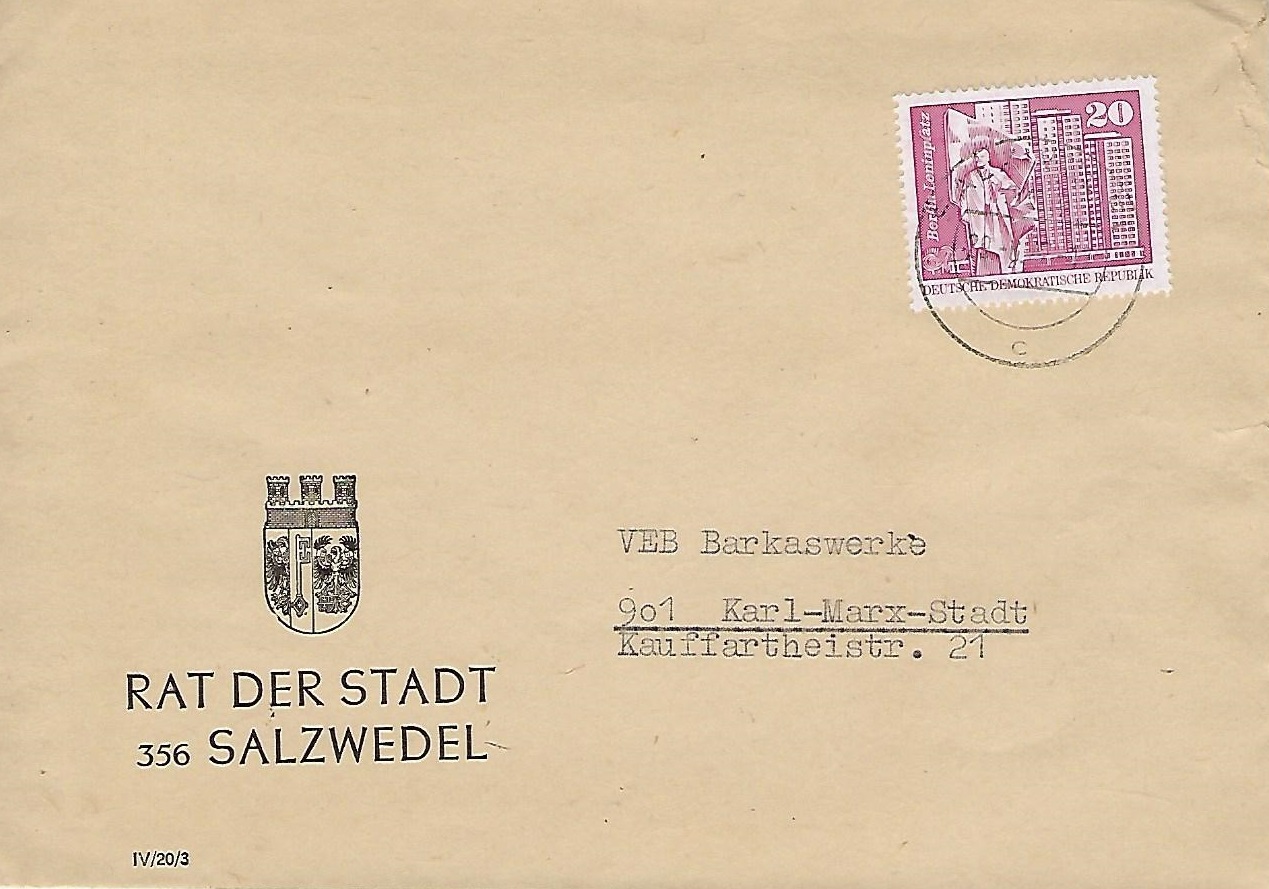 20
Berlin, Leninplatz
DEUTSCHE DEMOKRATISCHE REPUBLIK
c
VEB Barkaswerke
9o1 Karl-Marx-Stadt
Kauffartheistr. 21
RAT DER STADT
356 SALZWEDEL
IV/20/3